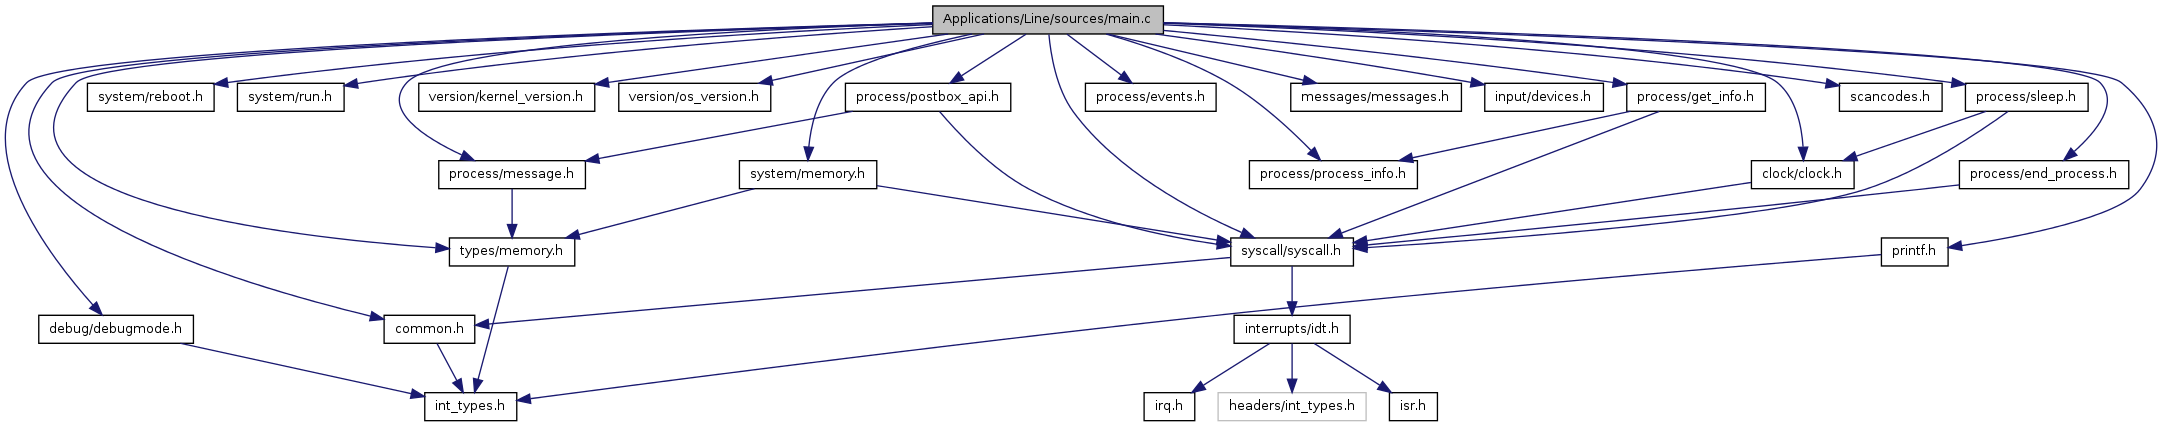 Applications/Line/sources/main.c
system/reboot.h
system/run.h
version/kernel_version.h
version/os_version.h
process/postbox_api.h
process/events.h
messages/messages.h
input/devices.h
process/get_info.h
scancodes.h
process/sleep.h
process/message.h
system/memory.h
process/process_info.h
clock/clock.h
process/end_process.h
types/memory.h
syscall/syscall.h
printf.h
debug/debugmode.h
common.h
interrupts/idt.h
int_types.h
irq.h
headers/int_types.h
isr.h